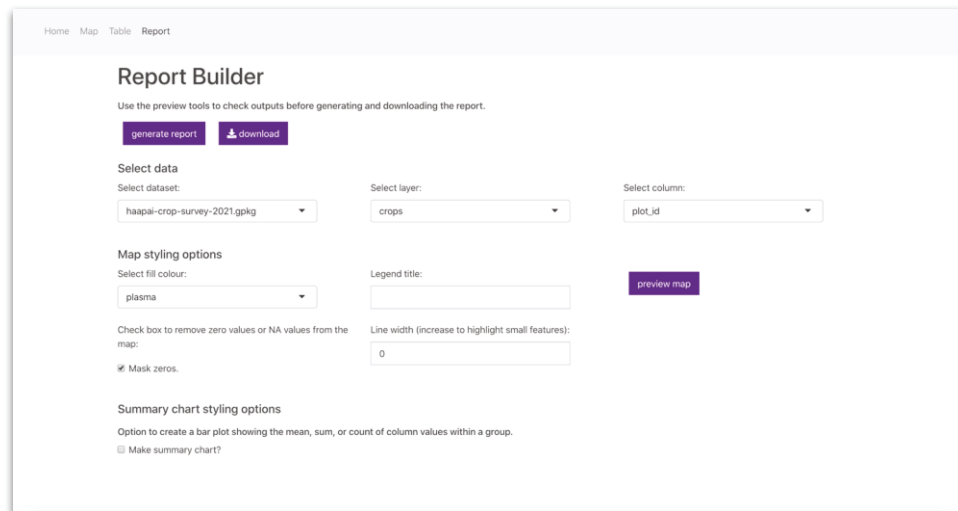 Home Map Table Report
Report Builder
Use the preview tools to check outputs before generating and downloading the report.
generate report download
Select data
Select dataset: Select layer: Select column:
haapai-crop-survey-2021.gpkg crops plot_id
Map styling options
Select fill colour: Legend title:
preview map
plasma
Check box to remove zero values or NA values from the
map:
Line width (increase to highlight small features):
0
Mask zeros.
Summary chart styling options
Option to create a bar plot showing the mean, sum, or count of column values within a group.
Make summary chart?